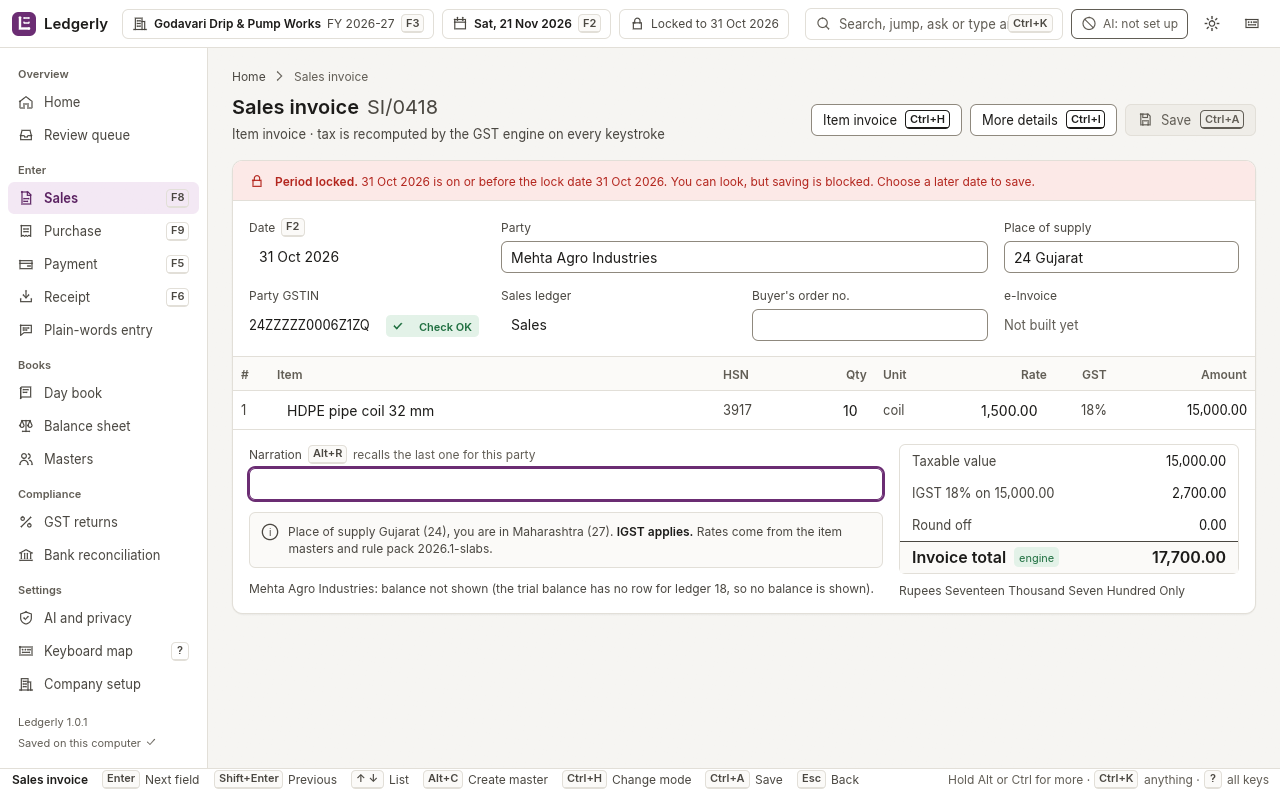 Ledgerly
Godavari Drip & Pump Works FY 2026-27 F3
Sat, 21 Nov 2026 F2
Locked to 31 Oct 2026
Search, jump, ask or type a Ctrl+K
AI: not set up
Overview
Home
Review queue
Enter
Sales F8
Purchase F9
Payment F5
Receipt F6
Plain-words entry
Books
Day book
Balance sheet
Masters
Compliance
GST returns
Bank reconciliation
Settings
AI and privacy
Keyboard map ?
Company setup
Ledgerly 1.0.1
Saved on this computer
Home Sales invoice
Sales invoice SI/0418
Item invoice · tax is recomputed by the GST engine on every keystroke
Item invoice Ctrl+H
More details Ctrl+I
Save Ctrl+A
Period locked. 31 Oct 2026 is on or before the lock date 31 Oct 2026. You can look, but saving is blocked. Choose a later date to save.
Date F2 Party Place of supply
31 Oct 2026 Mehta Agro Industries 24 Gujarat
Party GSTIN Sales ledger Buyer's order no. e-Invoice
24ZZZZZ0006Z1ZQ Check OK Sales Not built yet
# Item HSN Qty Unit Rate GST Amount
1 HDPE pipe coil 32 mm 3917 10 coil 1,500.00 18% 15,000.00
Narration Alt+R recalls the last one for this party
Place of supply Gujarat (24), you are in Maharashtra (27). IGST applies. Rates come from the item
masters and rule pack 2026.1-slabs.
Mehta Agro Industries: balance not shown (the trial balance has no row for ledger 18, so no balance is shown).
Taxable value 15,000.00
IGST 18% on 15,000.00 2,700.00
Round off 0.00
Invoice total engine 17,700.00
Rupees Seventeen Thousand Seven Hundred Only
Sales invoice Enter Next field Shift+Enter Previous ↑ ↓ List Alt+C Create master Ctrl+H Change mode Ctrl+A Save Esc Back Hold Alt or Ctrl for more · Ctrl+K anything · ? all keys